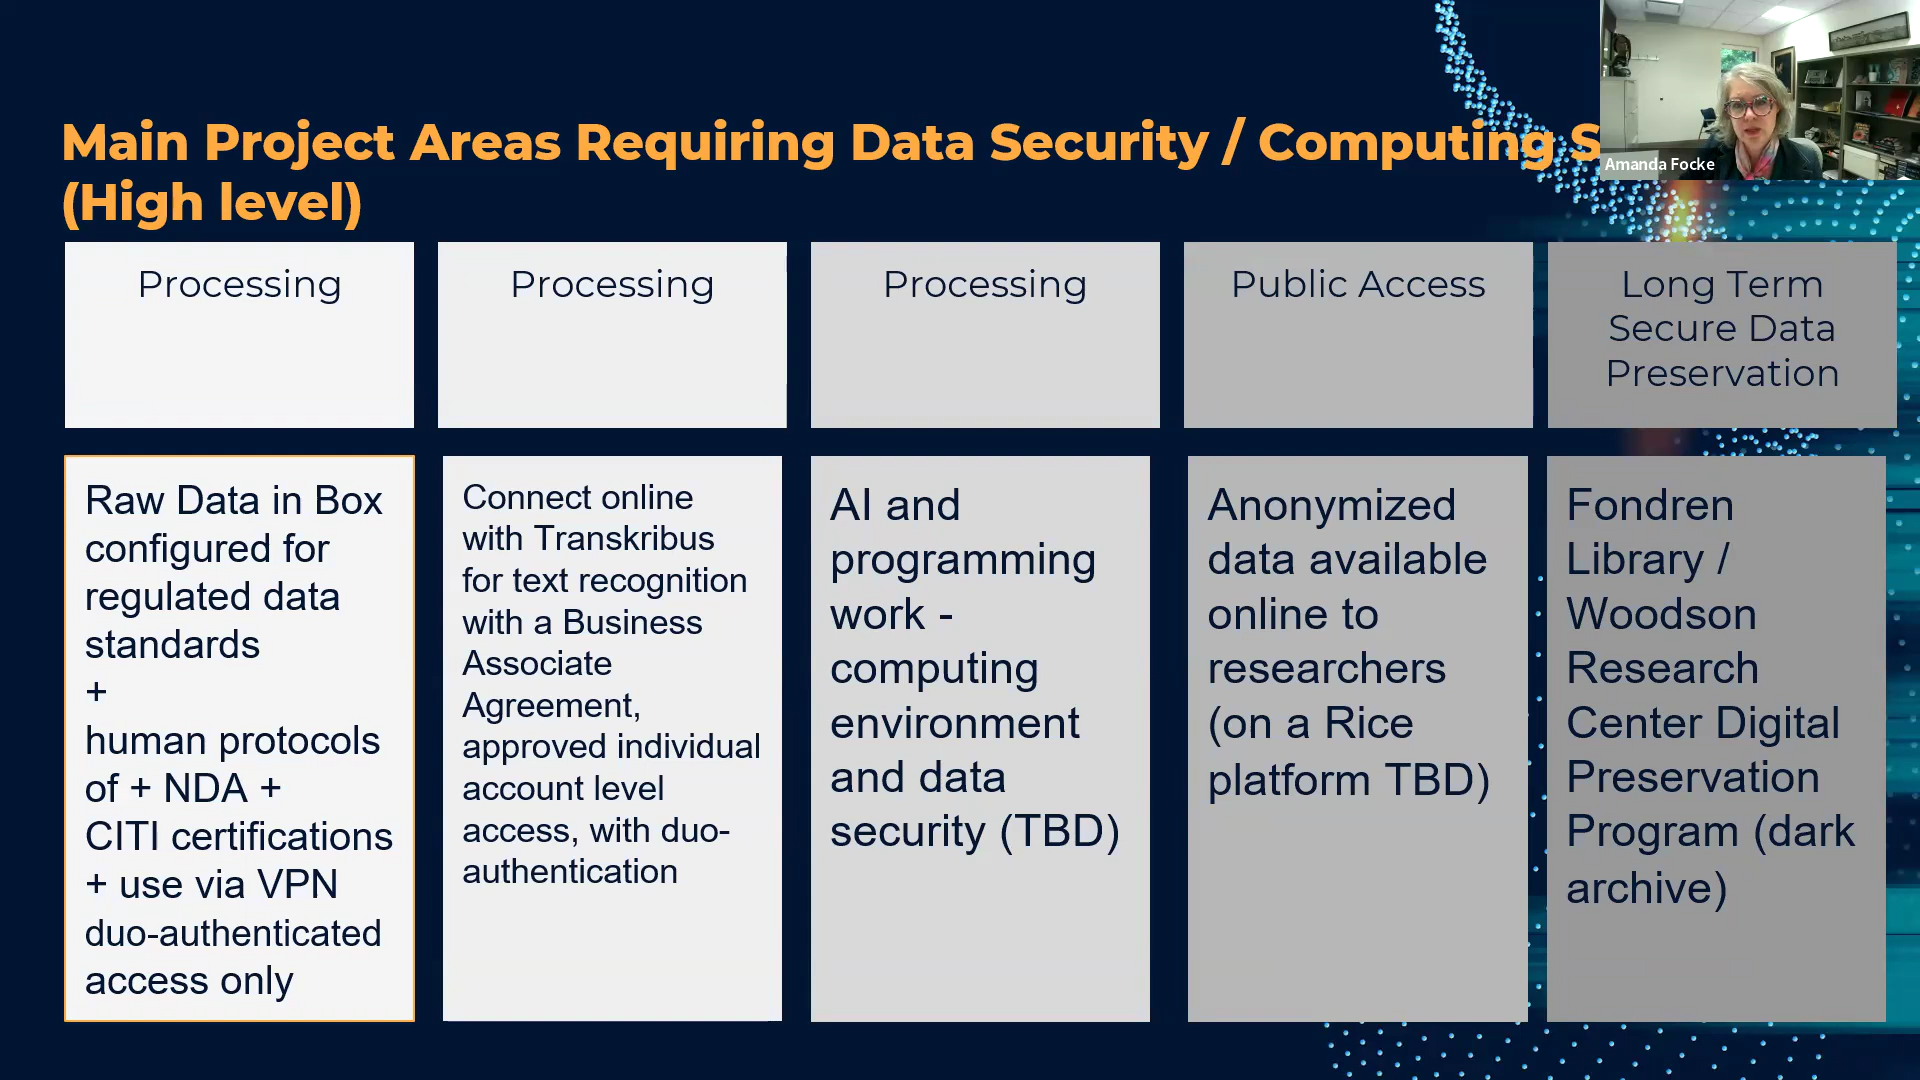 Main Project Areas Requiring Data Security / Computing
(High level)
Amanda Focke
Processing
Processing
Processing
Public Access
Long Term
Secure Data
Preservation
Raw Data in Box
configured for
regulated data
standards
+
human protocols
of + NDA +
CITI certifications
+ use via VPN
duo-authenticated
access only
Connect online
with Transkribus
for text recognition
with a Business
Associate
Agreement,
approved individual
account level
access, with duo-
authentication
AI and
programming
work -
computing
environment
and data
security (TBD)
Anonymized
data available
online to
researchers
(on a Rice
platform TBD)
Fondren
Library /
Woodson
Research
Center Digital
Preservation
Program (dark
archive)